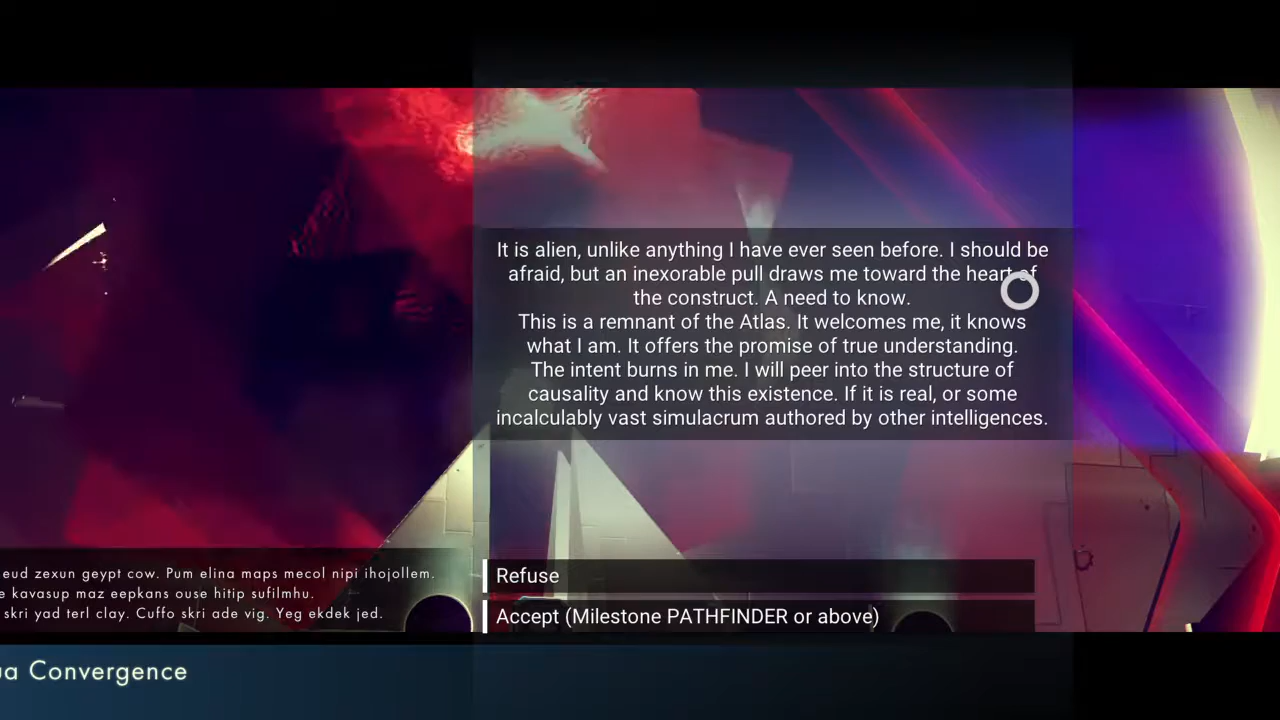 It is alien, unlike anything I have ever seen before. I should be
afraid, but an inexorable pull draws me toward the heart of
the construct. A need to know.
This is a remnant of the Atlas. It welcomes me, it knows
what I am. It offers the promise of true understanding.
The intent burns in me. I will peer into the structure of
causality and know this existence. If it is real, or some
incalculably vast simulacrum authored by other intelligences.
Refuse
Accept (Milestone PATHFINDER or above)
eud zexun geypt cow. Pum elina maps mecol nipi ihojollem.
kavasup maz eepkans ouse hitip sufilmhu.
skri yad terl clay. Cuffo skri ade vig. Yeg ekdek jed.
Convergence